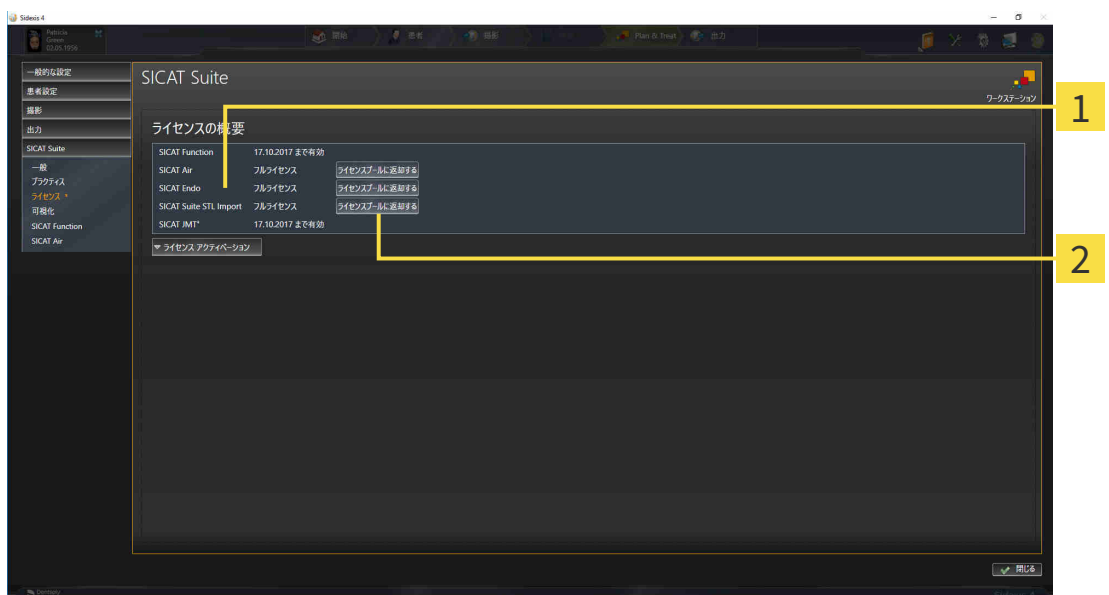 Sidexis 4
Patricia
Green
02.05.1956
開始
患者
撮影
Plan & Treat
出力
一般的な設定
患者設定
撮影
出力
SICAT Suite
一般
プラクティス
ライセンス *
可視化
SICAT Function
SICAT Air
SICAT Suite
ワークステーション
ライセンスの概要
SICAT Function 17.10.2017 まで有効
SICAT Air フルライセンス ライセンスプールに返却する
SICAT Endo フルライセンス ライセンスプールに返却する
SICAT Suite STL Import フルライセンス ライセンスプールに返却する
SICAT JMT⁺ 17.10.2017 まで有効
ライセンス アクティベーション
1
2
閉じる